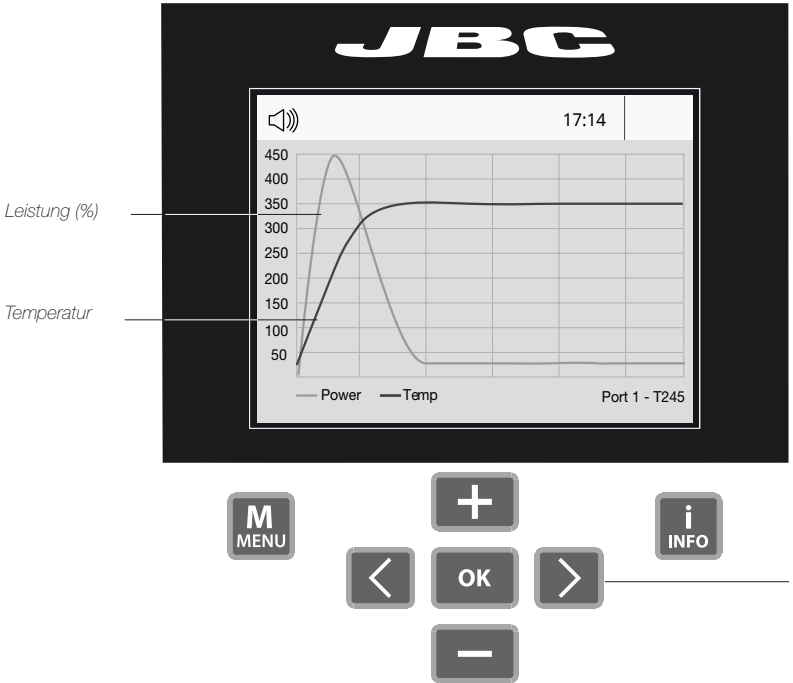 JBC
17:14
450
400
350
300
250
200
150
100
50
Leistung (%)
Temperatur
Power
Temp
Port 1 - T245
M
MENU
+
i
INFO
<
OK
>
−